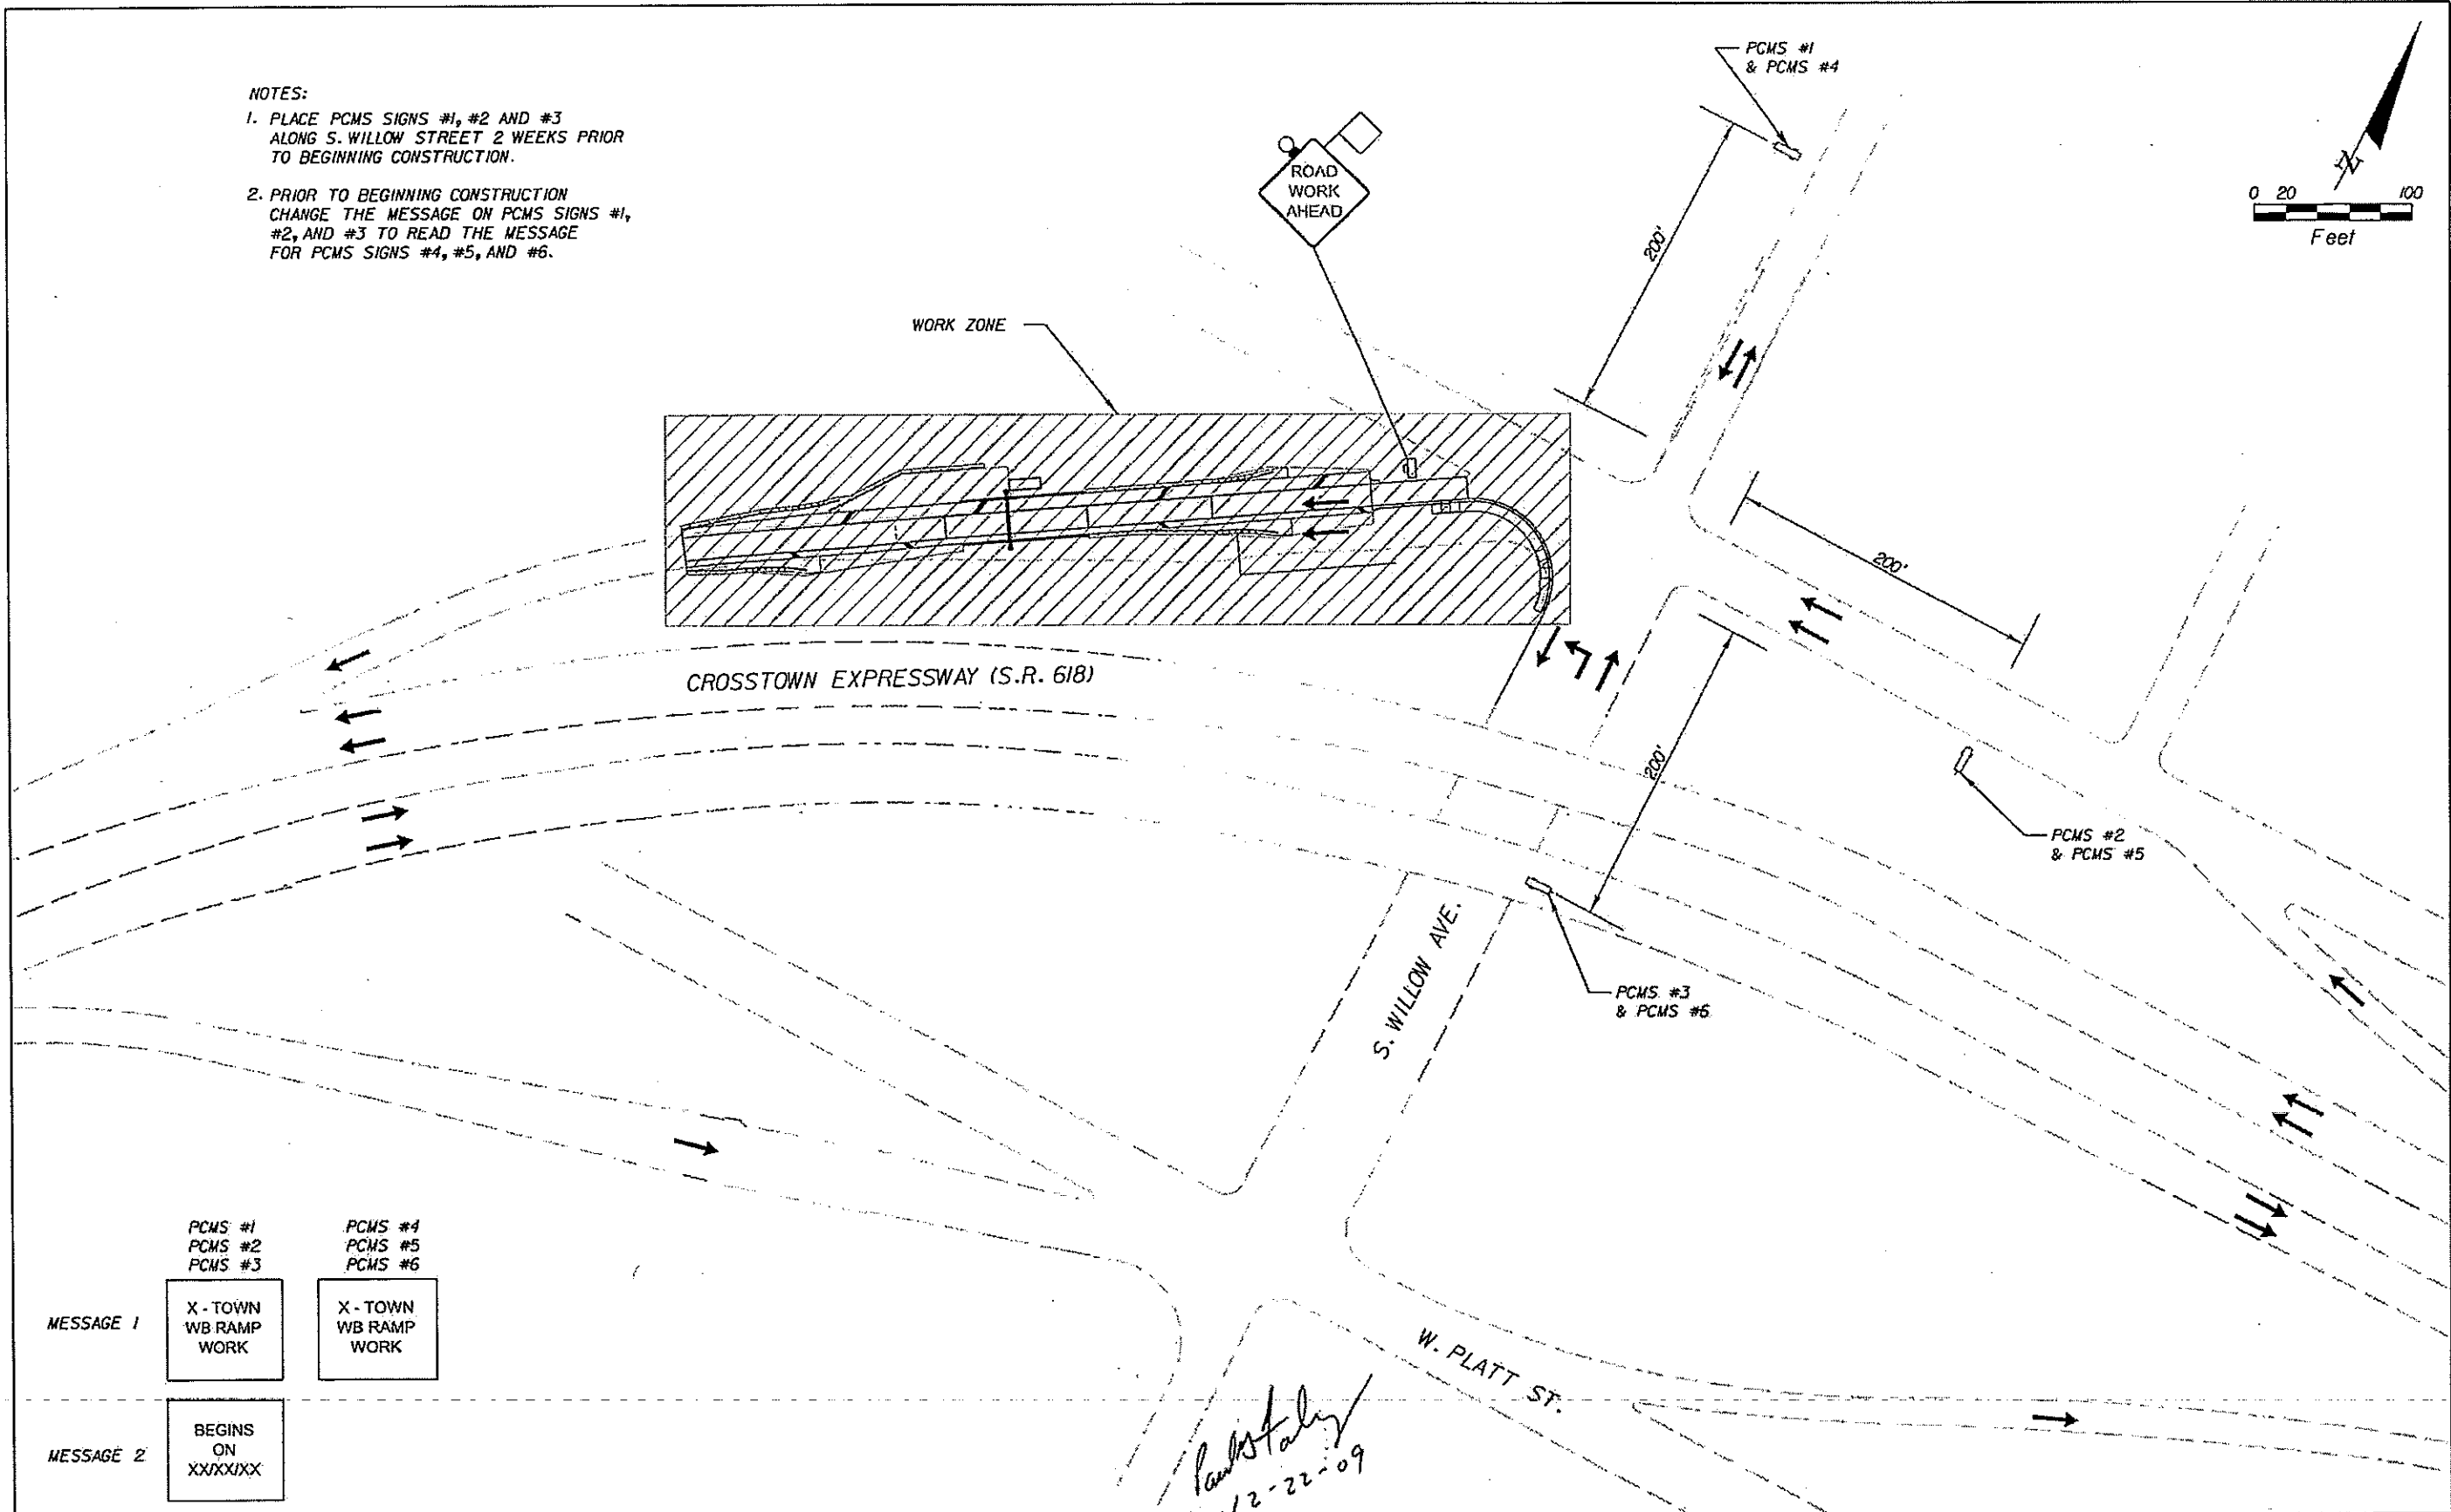 NOTES:
1. PLACE PCMS SIGNS #1, #2 AND #3
ALONG S. WILLOW STREET 2 WEEKS PRIOR
TO BEGINNING CONSTRUCTION.
2. PRIOR TO BEGINNING CONSTRUCTION
CHANGE THE MESSAGE ON PCMS SIGNS #1,
#2, AND #3 TO READ THE MESSAGE
FOR PCMS SIGNS #4, #5, AND #6.
PCMS #1
& PCMS #4
ROAD
WORK
AHEAD
N
0 20 100
Feet
200'
WORK ZONE
200'
CROSSTOWN EXPRESSWAY (S.R. 618)
200'
PCMS #2
& PCMS #5
S. WILLOW AVE.
PCMS #3
& PCMS #6
W. PLATT ST.
PCMS #1
PCMS #2
PCMS #3
PCMS #4
PCMS #5
PCMS #6
MESSAGE 1
X - TOWN
WB RAMP
WORK
X - TOWN
WB RAMP
WORK
MESSAGE 2
BEGINS
ON
XX/XX/XX
12-22-09